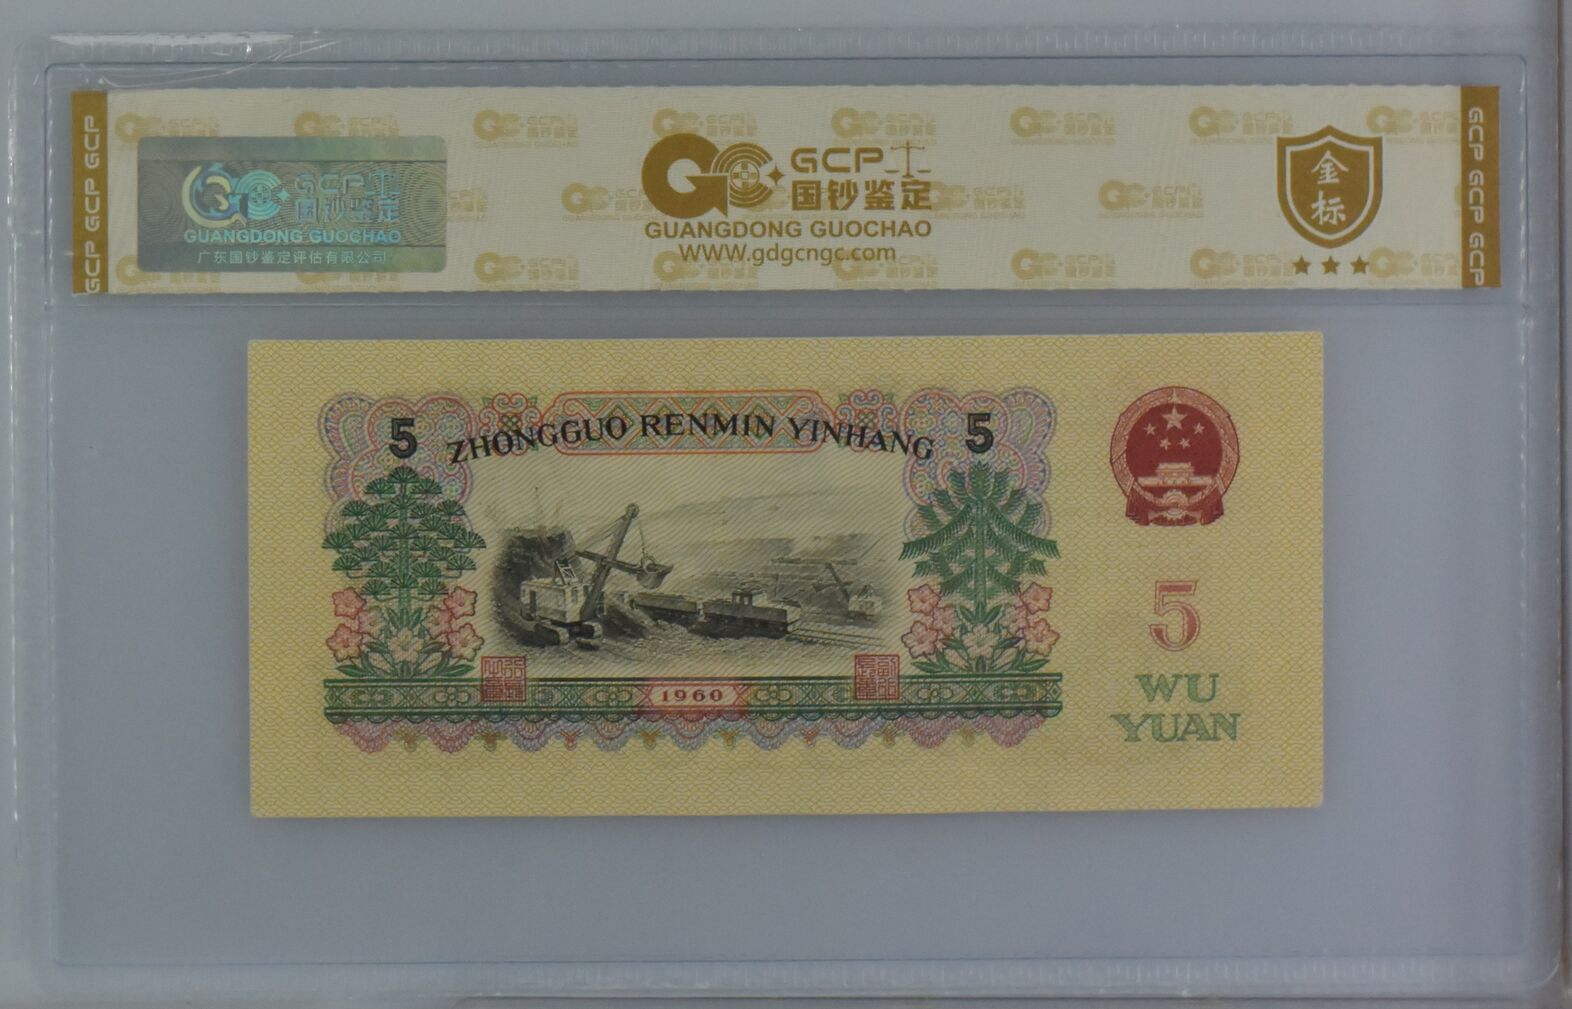 GCP GCP GCP
GCP
国钞鉴定
GUANGDONG GUOCHAO
广东国钞鉴定评估有限公司
GCP
国钞鉴定
GUANGDONG GUOCHAO
WWW.gdgcngc.com
金标
GCP GCP GCP
5
ZHONGGUO RENMIN YINHANG
5
5
WU
YUAN
1960